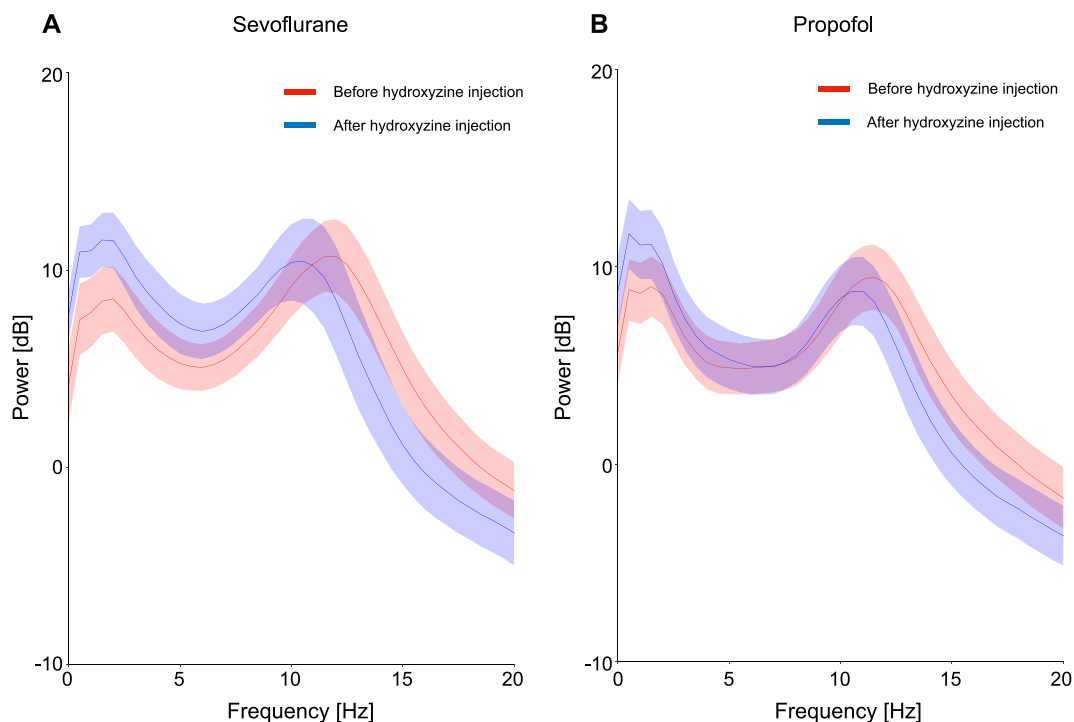 A
Sevoflurane
20
Before hydroxyzine injection
After hydroxyzine injection
10
Power [dB]
0
-10
0
5
10
15
20
Frequency [Hz]
B
Propofol
20
Before hydroxyzine injection
After hydroxyzine injection
10
Power [dB]
0
-10
0
5
10
15
20
Frequency [Hz]